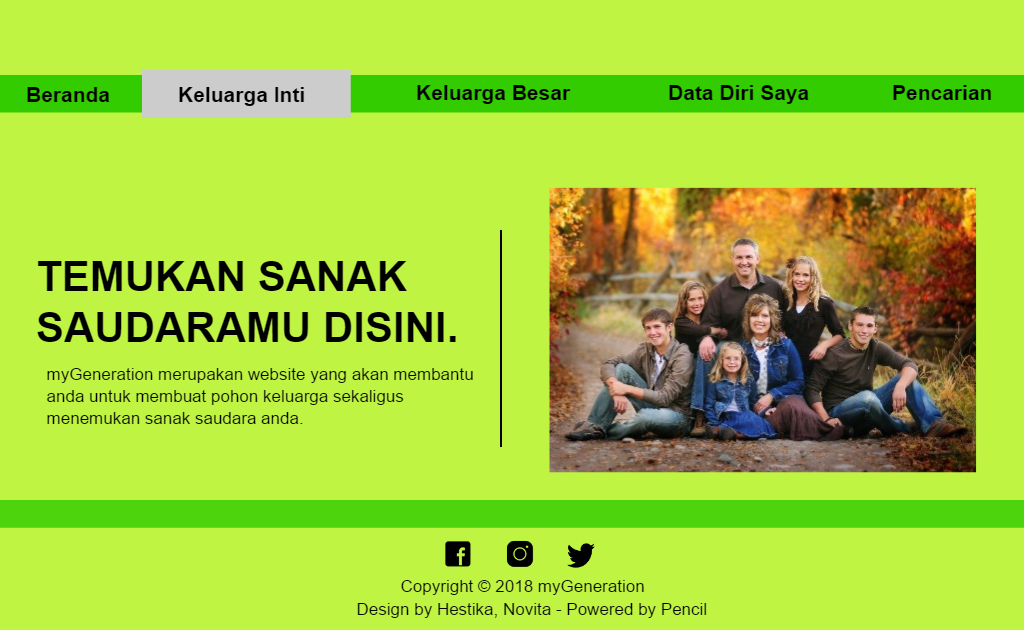 Beranda
Keluarga Inti
Keluarga Besar
Data Diri Saya
Pencarian
TEMUKAN SANAK
SAUDARAMU DISINI.
myGeneration merupakan website yang akan membantu
anda untuk membuat pohon keluarga sekaligus
menemukan sanak saudara anda.
Copyright © 2018 myGeneration
Design by Hestika, Novita - Powered by Pencil